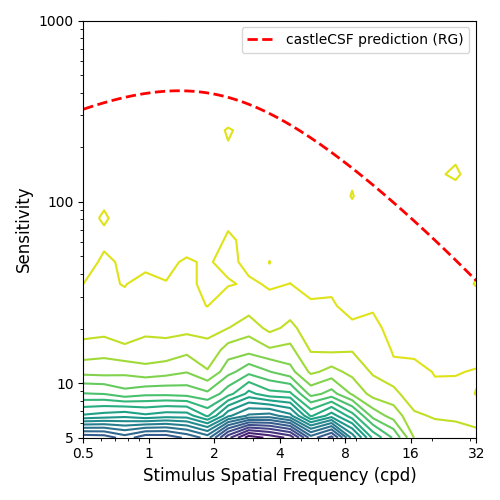 1000
castleCSF prediction (RG)
100
10
5
Sensitivity
0.5 1 2 4 8 16 32
Stimulus Spatial Frequency (cpd)